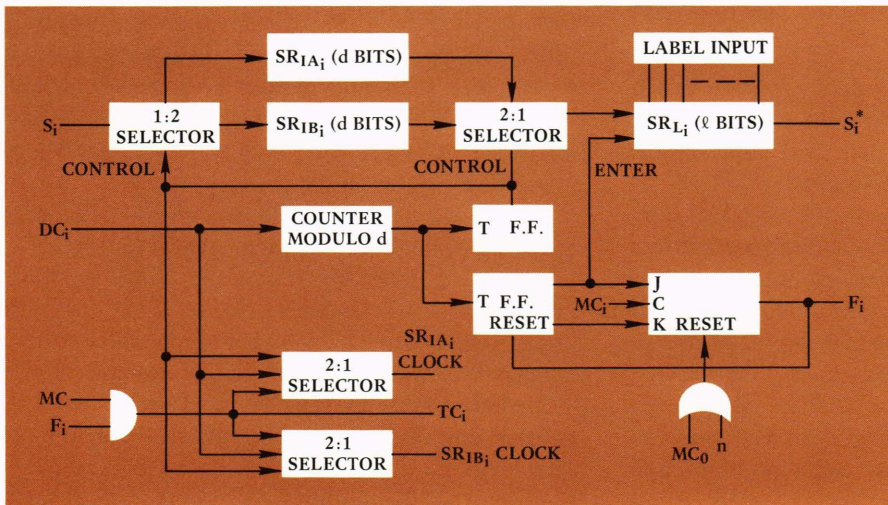 SR_IA_i (d BITS)
LABEL INPUT
S_i
1:2
SELECTOR
SR_IB_i (d BITS)
2:1
SELECTOR
SR_L_i (ℓ BITS)
S_i^*
CONTROL
CONTROL
ENTER
DC_i
COUNTER
MODULO d
T F.F.
T F.F.
RESET
MC_i
J
C
K RESET
F_i
SR_IA_i
CLOCK
2:1
SELECTOR
MC
F_i
TC_i
2:1
SELECTOR
SR_IB_i CLOCK
MC_0
n